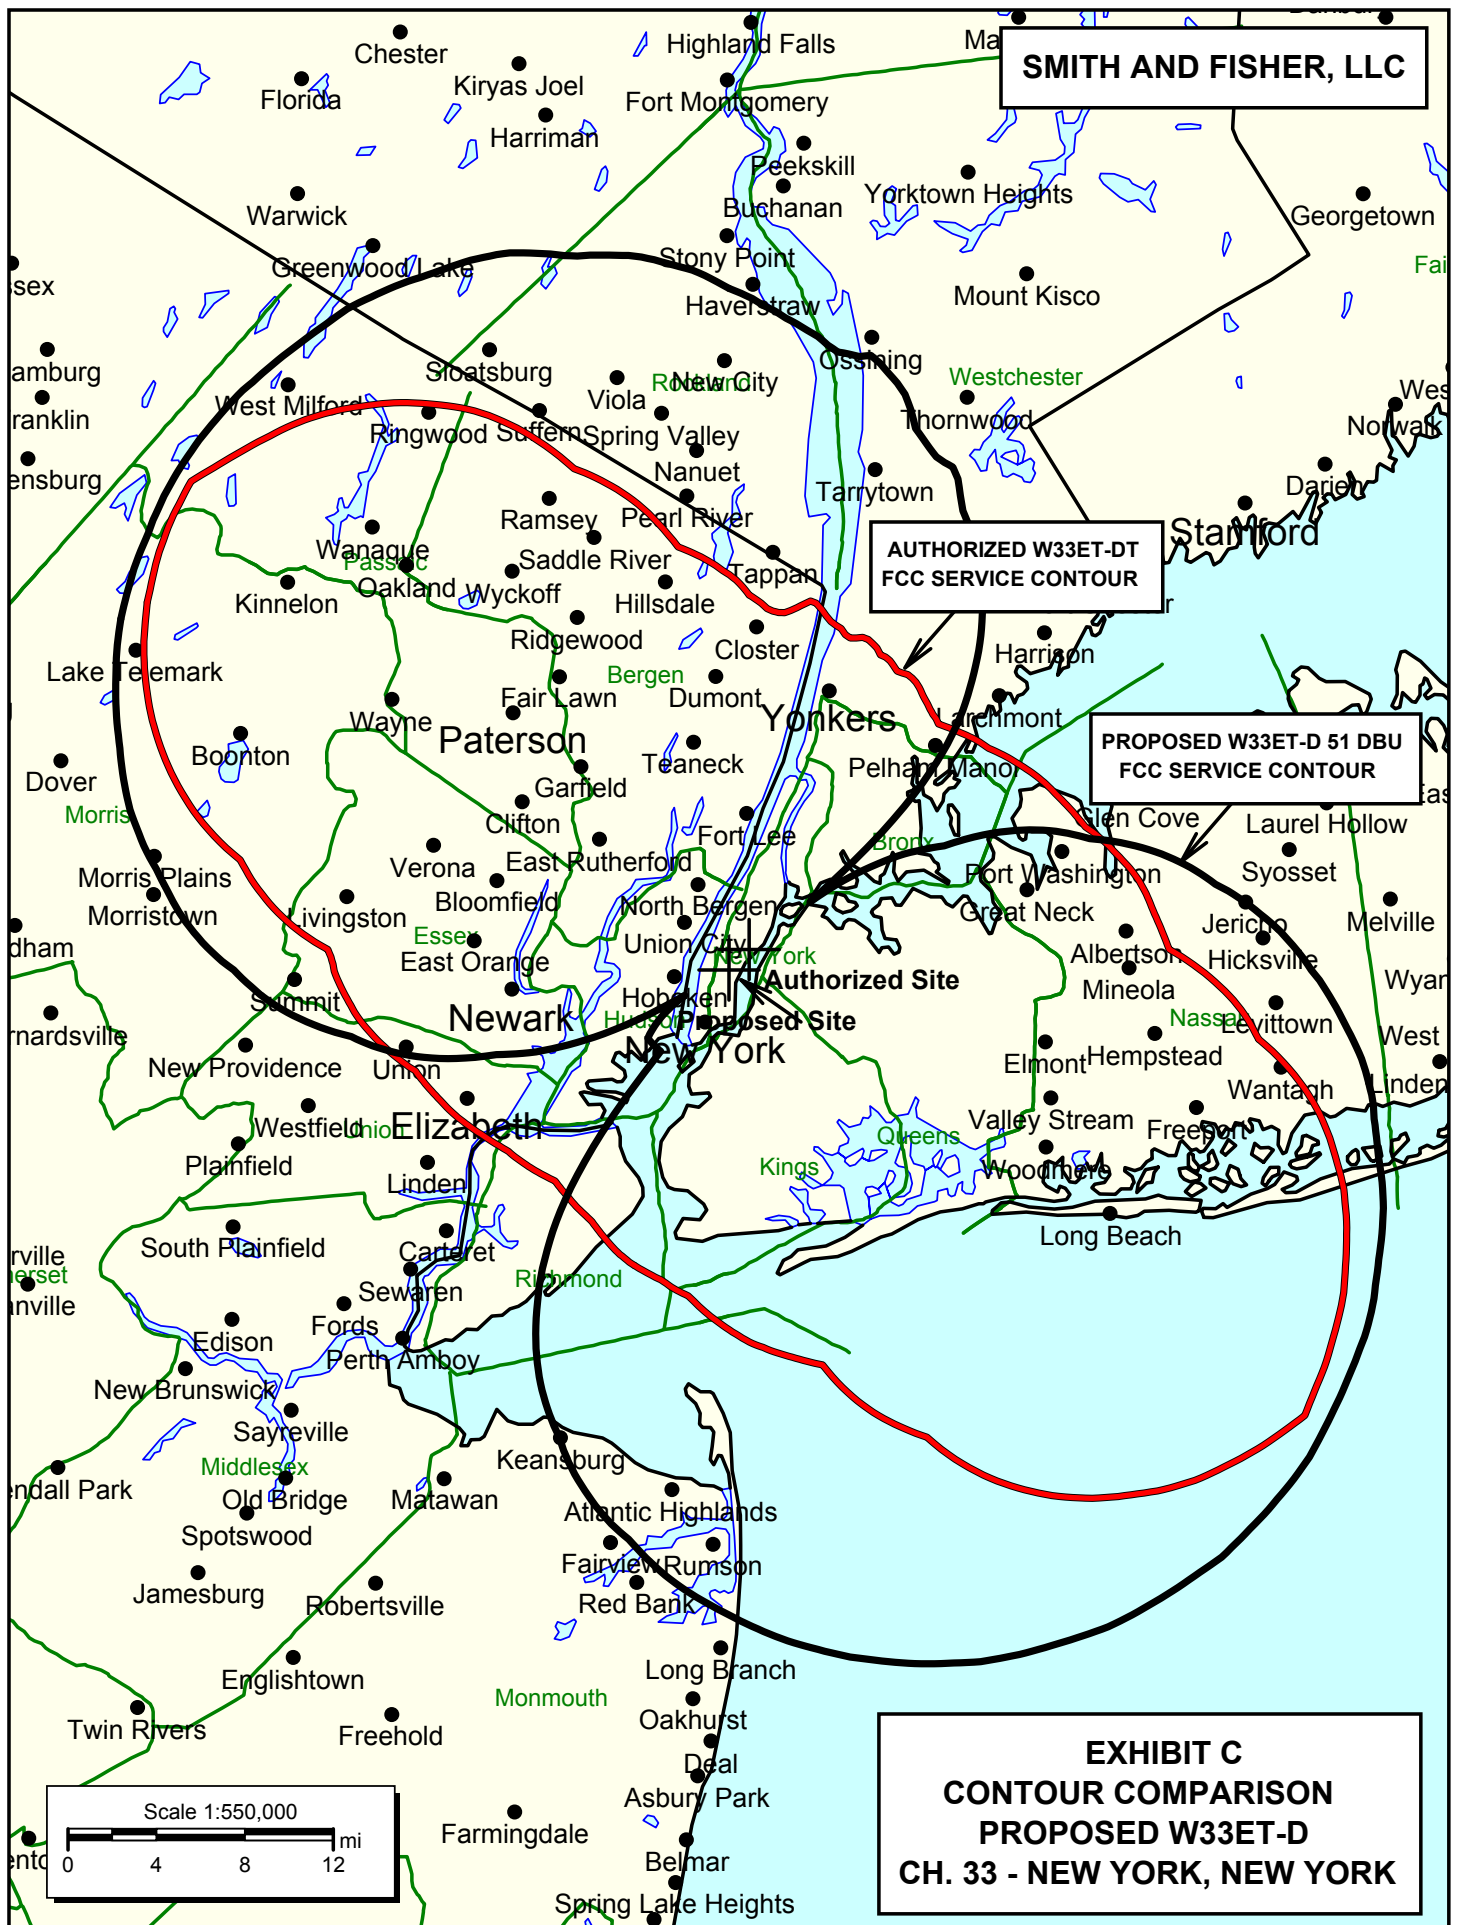 Chester
Highland Falls
SMITH AND FISHER, LLC
Florida
Kiryas Joel
Fort Montgomery
Harriman
Peekskill
Yorktown Heights
Warwick
Buchanan
Georgetown
Greenwood Lake
Stony Point
Haverstraw
Mount Kisco
Sloatsburg
Ossining
Viola
Rockland
New City
Westchester
West Milford
Ringwood
Suffern
Spring Valley
Thornwood
Norwalk
Nanuet
Tarrytown
Darien
Ramsey
Pearl River
Stamford
Wanaque
Saddle River
AUTHORIZED W33ET-DT
FCC SERVICE CONTOUR
Passaic
Oakland
Wyckoff
Tappan
Kinnelon
Hillsdale
Ridgewood
Closter
Harrison
Lake Telemark
Bergen
Fair Lawn
Dumont
Wayne
Yonkers
Larchmont
Paterson
Boonton
Teaneck
Pelham Manor
PROPOSED W33ET-D 51 DBU
FCC SERVICE CONTOUR
Dover
Garfield
Morris
Clifton
Fort Lee
Glen Cove
Laurel Hollow
Verona
East Rutherford
Bronx
Morris Plains
Bloomfield
Port Washington
Syosset
Morristown
Livingston
North Bergen
Great Neck
Jericho
Melville
Essex
East Orange
Union City
New York
Albertson
Hicksville
Authorized Site
Summit
Hoboken
Mineola
Newark
Hudson
Proposed Site
Nassau
Levittown
New York
New Providence
Union
Elmont
Hempstead
West
Wantagh
Westfield
Union
Elizabeth
Valley Stream
Freeport
Plainfield
Queens
Linden
Kings
Woodmere
South Plainfield
Carteret
Long Beach
Sewaren
Richmond
Fords
Edison
Perth Amboy
New Brunswick
Sayreville
Keansburg
Middlesex
Old Bridge
Matawan
Atlantic Highlands
Spotswood
Fairview
Rumson
Jamesburg
Robertsville
Red Bank
Englishtown
Long Branch
Monmouth
Oakhurst
Twin Rivers
Freehold
Deal
Asbury Park
EXHIBIT C
CONTOUR COMPARISON
PROPOSED W33ET-D
CH. 33 - NEW YORK, NEW YORK
Scale 1:550,000
mi
0 4 8 12
Farmingdale
Belmar
Spring Lake Heights